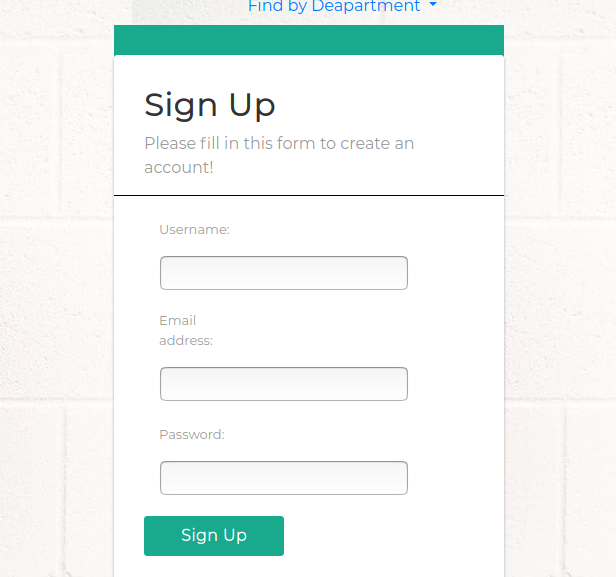 Find by Deapartment
Sign Up
Please fill in this form to create an
account!
Username:
Email
address:
Password:
Sign Up